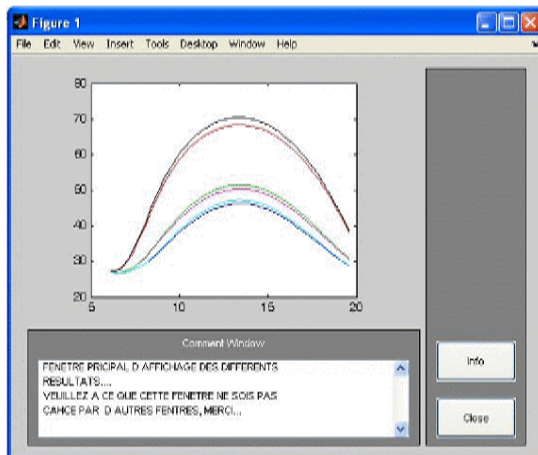 Figure 1
File Edit View Insert Tools Desktop Window Help
80
70
60
50
40
30
20
5 10 15 20
Comment Window
FENETRE PRICIPAL D AFFICHAGE DES DIFFERENTS
RESULTATS....
VEUILLEZ A CE QUE CETTE FENETRE NE SOIS PAS
CAHCE PAR D AUTRES FENTRES, MERCI...
Info
Close